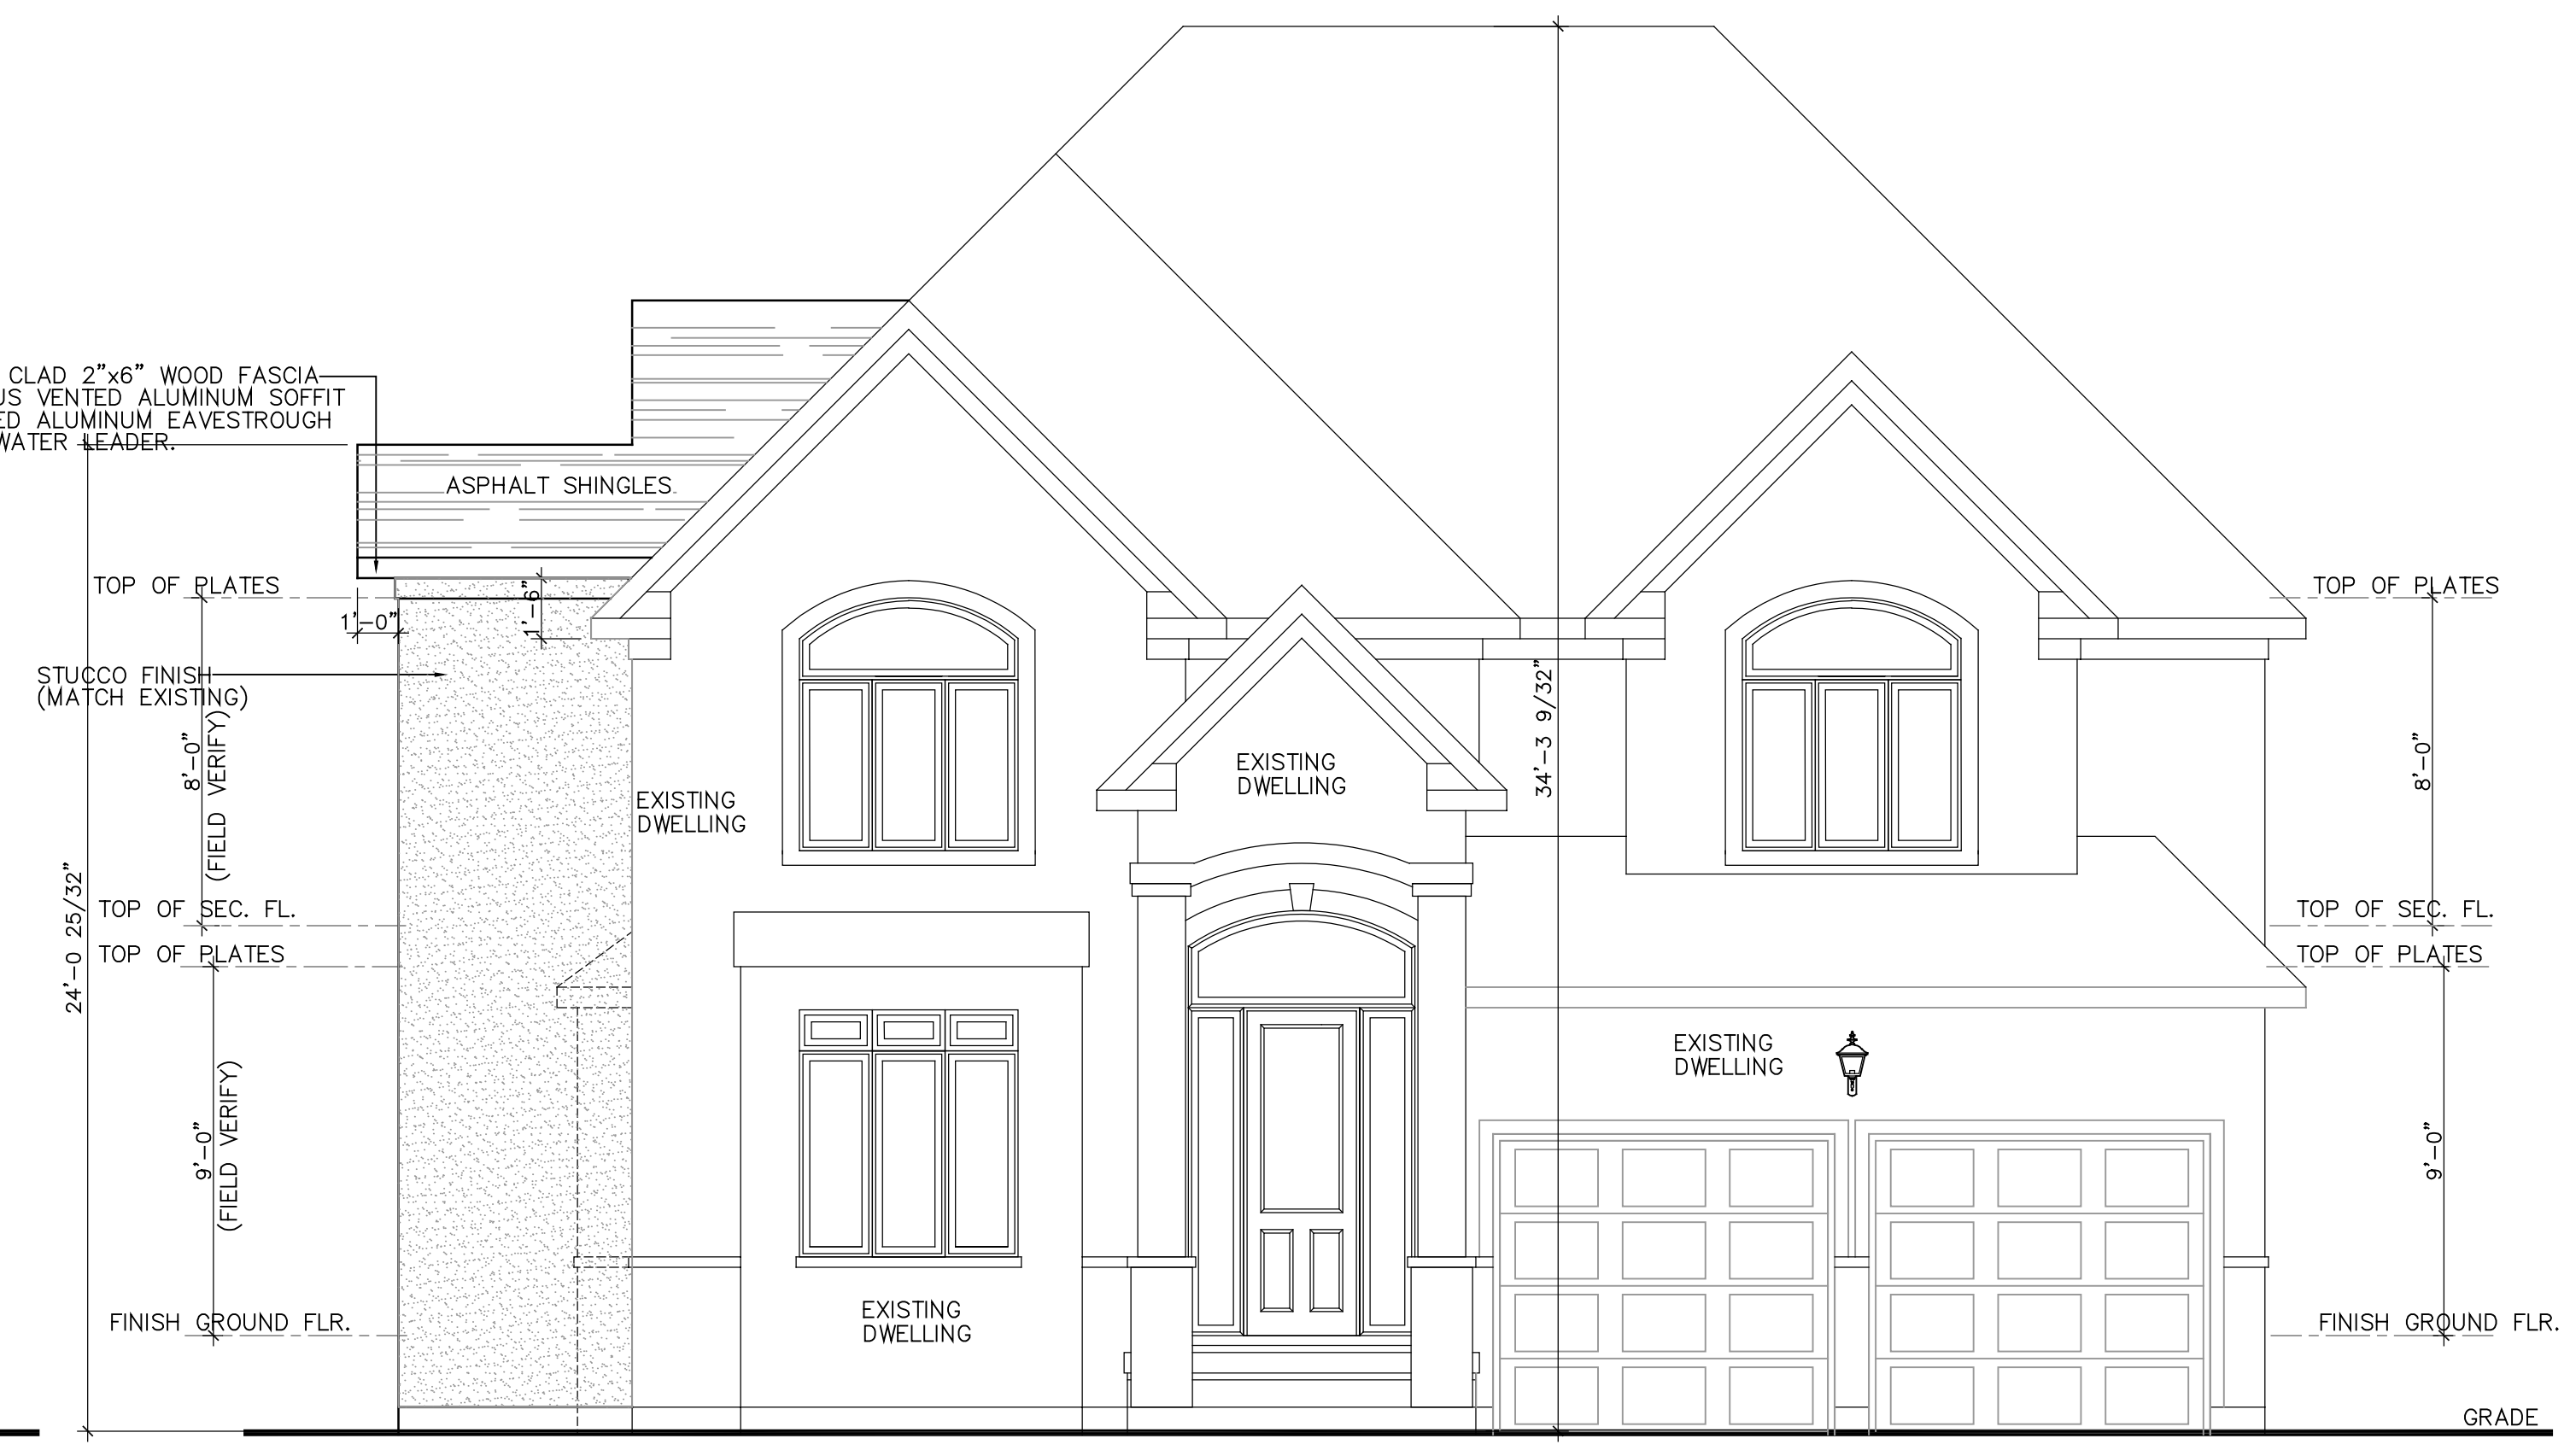 CLAD 2"x6" WOOD FASCIA
US VENTED ALUMINUM SOFFIT
ED ALUMINUM EAVESTROUGH
WATER LEADER.
ASPHALT SHINGLES
TOP OF PLATES
1'-0"
1'-6"
STUCCO FINISH
(MATCH EXISTING)
8'-0"
(FIELD VERIFY)
24'-0 25/32"
TOP OF SEC. FL.
TOP OF PLATES
9'-0"
(FIELD VERIFY)
FINISH GROUND FLR.
EXISTING
DWELLING
EXISTING
DWELLING
EXISTING
DWELLING
34'-3 9/32"
EXISTING
DWELLING
TOP OF PLATES
8'-0"
TOP OF SEC. FL.
TOP OF PLATES
9'-0"
FINISH GROUND FLR.
GRADE